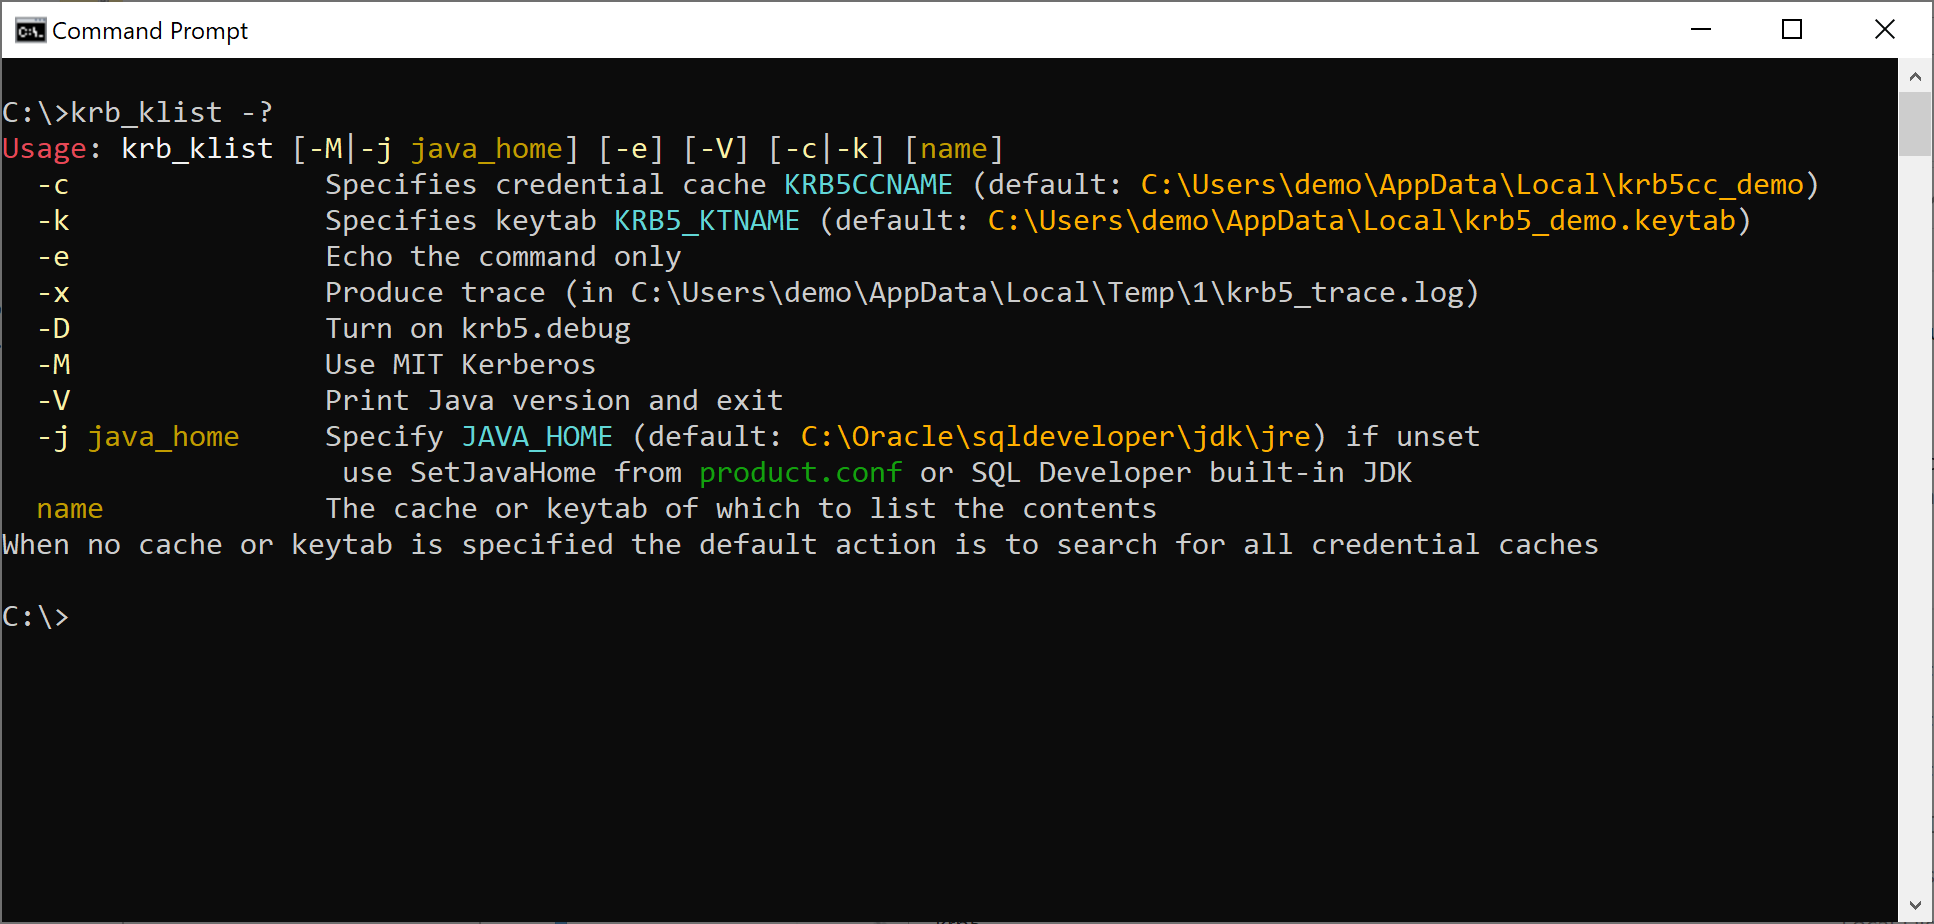 Command Prompt
C:\>krb_klist -?
Usage: krb_klist [-M|-j java_home] [-e] [-V] [-c|-k] [name]
  -c               Specifies credential cache KRB5CCNAME (default: C:\Users\demo\AppData\Local\krb5cc_demo)
  -k               Specifies keytab KRB5_KTNAME (default: C:\Users\demo\AppData\Local\krb5_demo.keytab)
  -e               Echo the command only
  -x               Produce trace (in C:\Users\demo\AppData\Local\Temp\1\krb5_trace.log)
  -D               Turn on krb5.debug
  -M               Use MIT Kerberos
  -V               Print Java version and exit
  -j java_home     Specify JAVA_HOME (default: C:\Oracle\sqldeveloper\jdk\jre) if unset
                    use SetJavaHome from product.conf or SQL Developer built-in JDK
  name             The cache or keytab of which to list the contents
When no cache or keytab is specified the default action is to search for all credential caches
C:\>